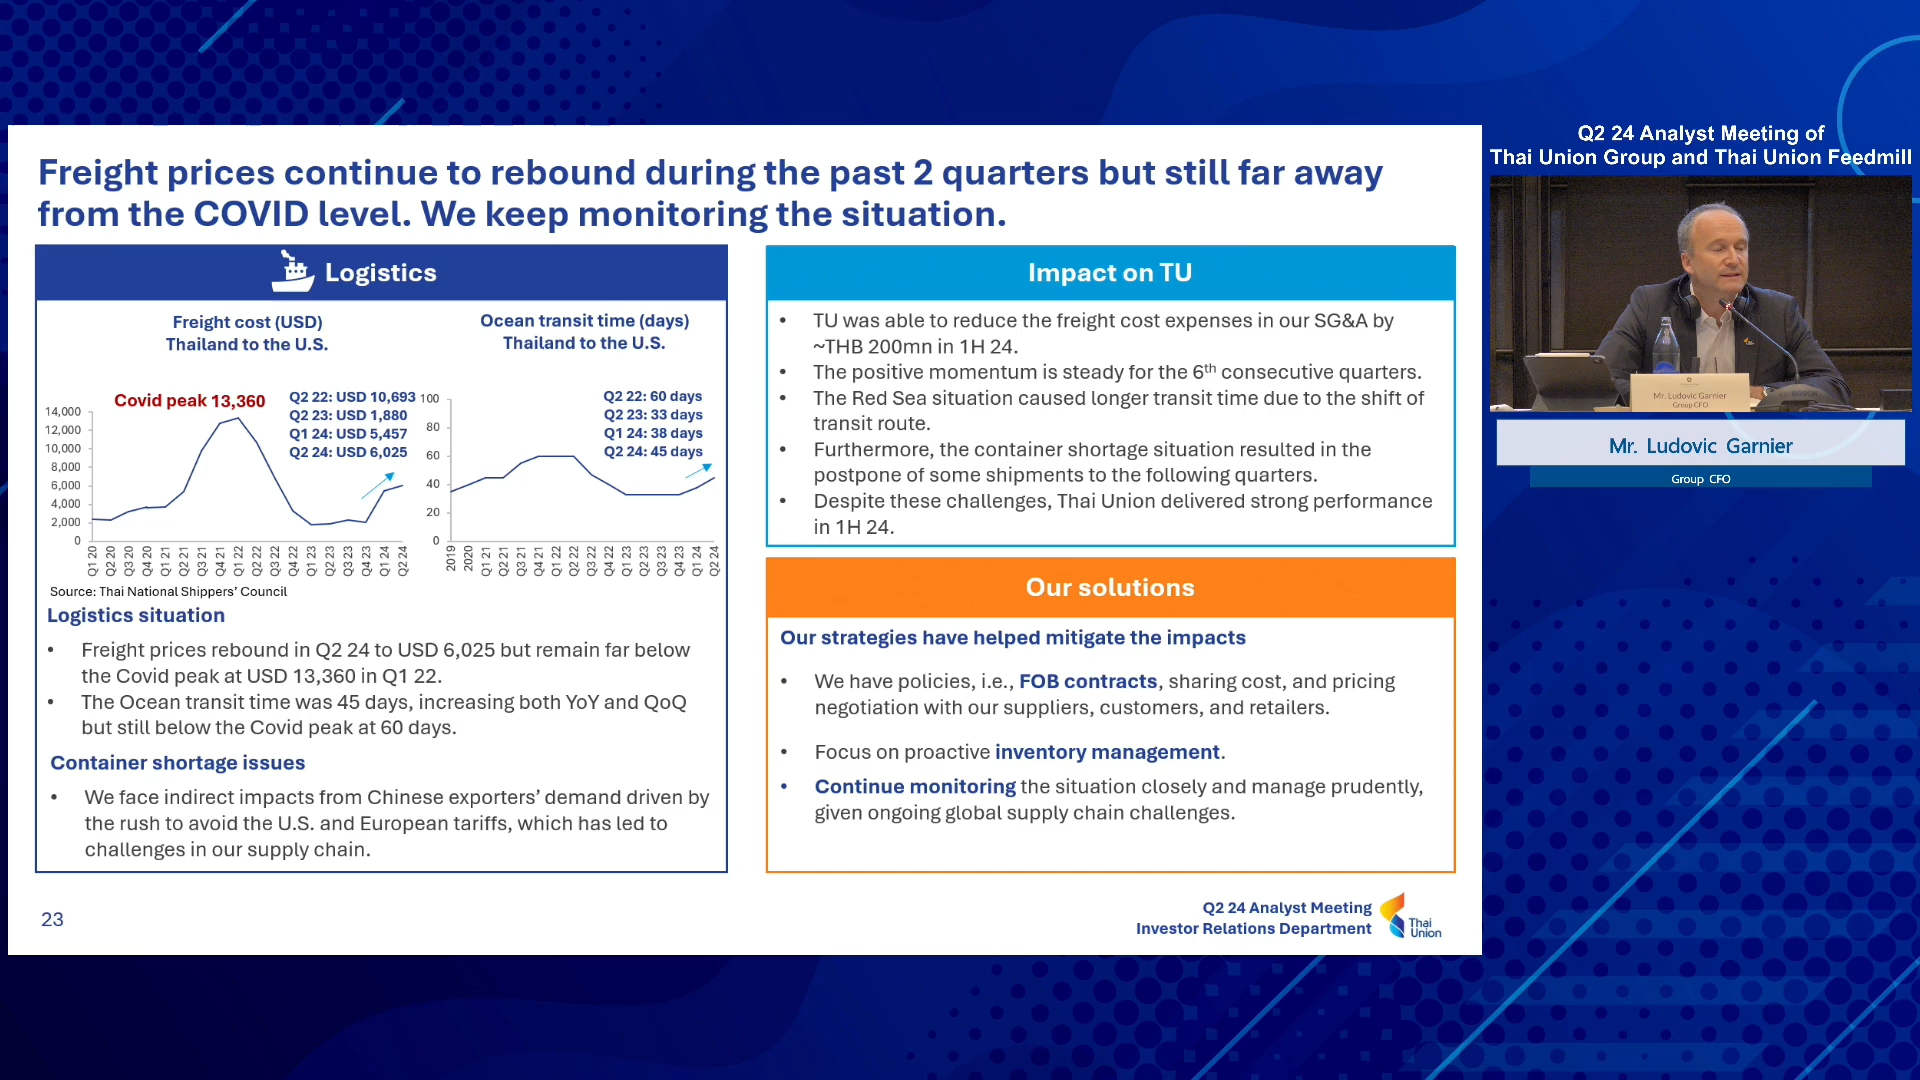 Freight prices continue to rebound during the past 2 quarters but still far away
from the COVID level. We keep monitoring the situation.
Logistics
Freight cost (USD)
Thailand to the U.S.
Covid peak 13,360
Q2 22: USD 10,693
Q2 23: USD 1,880
Q1 24: USD 5,457
Q2 24: USD 6,025
14,000
12,000
10,000
8,000
6,000
4,000
2,000
0
Q1 20
Q2 20
Q3 20
Q4 20
Q1 21
Q2 21
Q3 21
Q4 21
Q1 22
Q2 22
Q3 22
Q4 22
Q1 23
Q2 23
Q3 23
Q4 23
Q1 24
Q2 24
Ocean transit time (days)
Thailand to the U.S.
Q2 22: 60 days
Q2 23: 33 days
Q1 24: 38 days
Q2 24: 45 days
100
80
60
40
20
0
2019
2020
Q1 21
Q2 21
Q3 21
Q4 21
Q1 22
Q2 22
Q3 22
Q4 22
Q1 23
Q2 23
Q3 23
Q4 23
Q1 24
Q2 24
Source: Thai National Shippers’ Council
Logistics situation
• Freight prices rebound in Q2 24 to USD 6,025 but remain far below
the Covid peak at USD 13,360 in Q1 22.
• The Ocean transit time was 45 days, increasing both YoY and QoQ
but still below the Covid peak at 60 days.
Container shortage issues
• We face indirect impacts from Chinese exporters’ demand driven by
the rush to avoid the U.S. and European tariffs, which has led to
challenges in our supply chain.
Impact on TU
• TU was able to reduce the freight cost expenses in our SG&A by
~THB 200mn in 1H 24.
• The positive momentum is steady for the 6th consecutive quarters.
• The Red Sea situation caused longer transit time due to the shift of
transit route.
• Furthermore, the container shortage situation resulted in the
postpone of some shipments to the following quarters.
• Despite these challenges, Thai Union delivered strong performance
in 1H 24.
Our solutions
Our strategies have helped mitigate the impacts
• We have policies, i.e., FOB contracts, sharing cost, and pricing
negotiation with our suppliers, customers, and retailers.
• Focus on proactive inventory management.
• Continue monitoring the situation closely and manage prudently,
given ongoing global supply chain challenges.
23
Q2 24 Analyst Meeting
Investor Relations Department
Thai
Union
Q2 24 Analyst Meeting of
Thai Union Group and Thai Union Feedmill
Mr. Ludovic Garnier
Group CFO
BOSCH
Mr. Ludovic Garnier
Group CFO